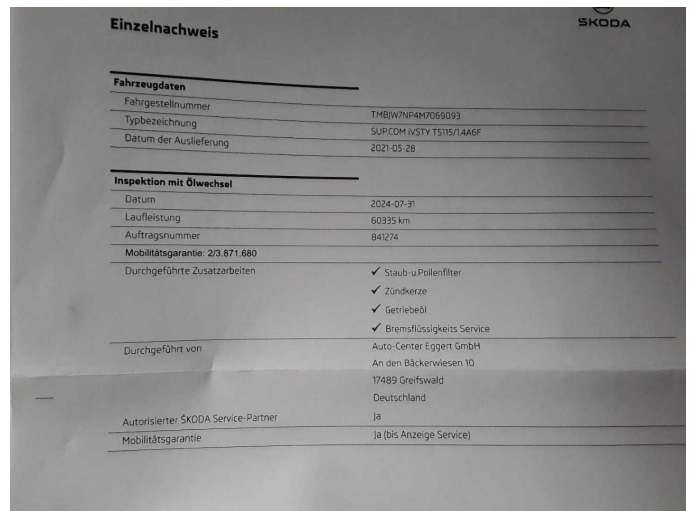 SKODA
Einzelnachweis
Fahrzeugdaten
Fahrgestellnummer TMBJW7NP4M7069093
Typbezeichnung SUP.COM iVSTY TS115/1.4A6F
Datum der Auslieferung 2021-05-28
Inspektion mit Ölwechsel
Datum 2024-07-31
Laufleistung 60335 km
Auftragsnummer 841274
Mobilitätsgarantie: 2/3.871.680
Durchgeführte Zusatzarbeiten ✓ Staub-u.Pollenfilter
✓ Zündkerze
✓ Getriebeöl
✓ Bremsflüssigkeits Service
Durchgeführt von Auto-Center Eggert GmbH
An den Bäckerwiesen 10
17489 Greifswald
Deutschland
Autorisierter ŠKODA Service-Partner Ja
Mobilitätsgarantie Ja (bis Anzeige Service)